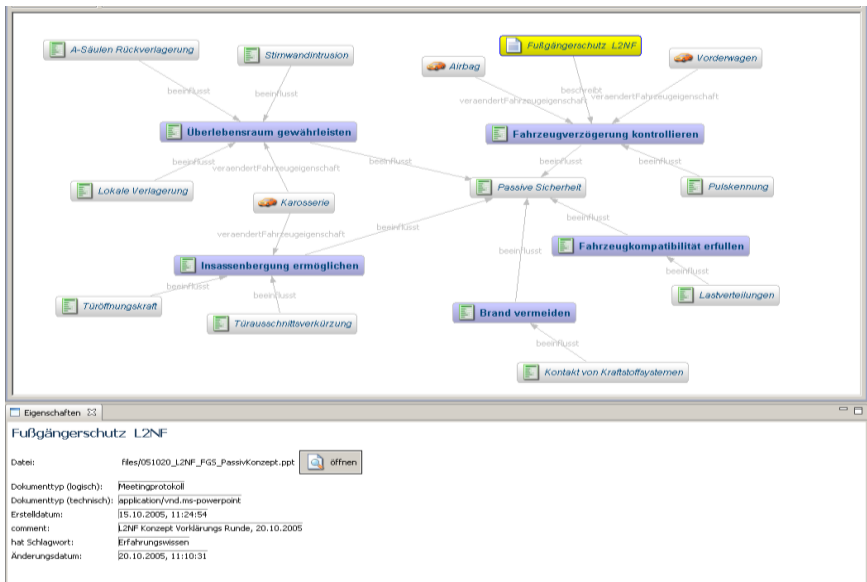 A-Säulen Rückverlagerung
Stirnwandintrusion
Fußgängerschutz L2NF
Airbag
Vorderwagen
beeinflusst
beeinflusst
beschreibt
veraendertFahrzeugeigenschaft
veraendertFahrzeugeigenschaft
Überlebensraum gewährleisten
Fahrzeugverzögerung kontrollieren
beeinflusst
veraendertFahrzeugeigenschaft
beeinflusst
beeinflusst
beeinflusst
Lokale Verlagerung
Karosserie
Passive Sicherheit
Pulskennung
veraendertFahrzeugeigenschaft
beeinflusst
beeinflusst
beeinflusst
Fahrzeugkompatibilität erfüllen
Insassenbergung ermöglichen
beeinflusst
beeinflusst
beeinflusst
Türöffnungskraft
Türausschnittsverkürzung
Lastverteilungen
Brand vermeiden
beeinflusst
Kontakt von Kraftstoffsystemen
Eigenschaften
Fußgängerschutz L2NF
Datei: files/051020_L2NF_FGS_PassivKonzept.ppt öffnen
Dokumenttyp (logisch): Meetingprotokoll
Dokumenttyp (technisch): application/vnd.ms-powerpoint
Erstelldatum: 15.10.2005, 11:24:54
comment: L2NF Konzept Vorklärungs Runde, 20.10.2005
hat Schlagwort: Erfahrungswissen
Änderungsdatum: 20.10.2005, 11:10:31